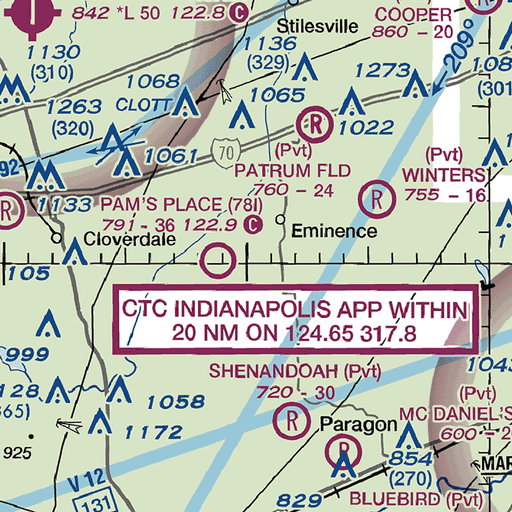 842 *L 50 122.8 C
Stilesville
COOPER
860 - 20
209°
1130
(310)
1136
(329)
1273
1068
CLOTT
1263
(320)
1065
1022
R
70
1061
(Pvt)
PATRUM FLD
760 - 24
(Pvt)
WINTERS
755 - 16
R
92
1133
R
PAM'S PLACE (78I)
791 - 36 122.9 C
Eminence
Cloverdale
105
CTC INDIANAPOLIS APP WITHIN
20 NM ON 124.65 317.8
999
SHENANDOAH (Pvt)
720 - 30
R
1058
1172
925
Paragon
R
(Pvt)
MC DANIEL'S
854
(270)
V 12
131
829
BLUEBIRD (Pvt)